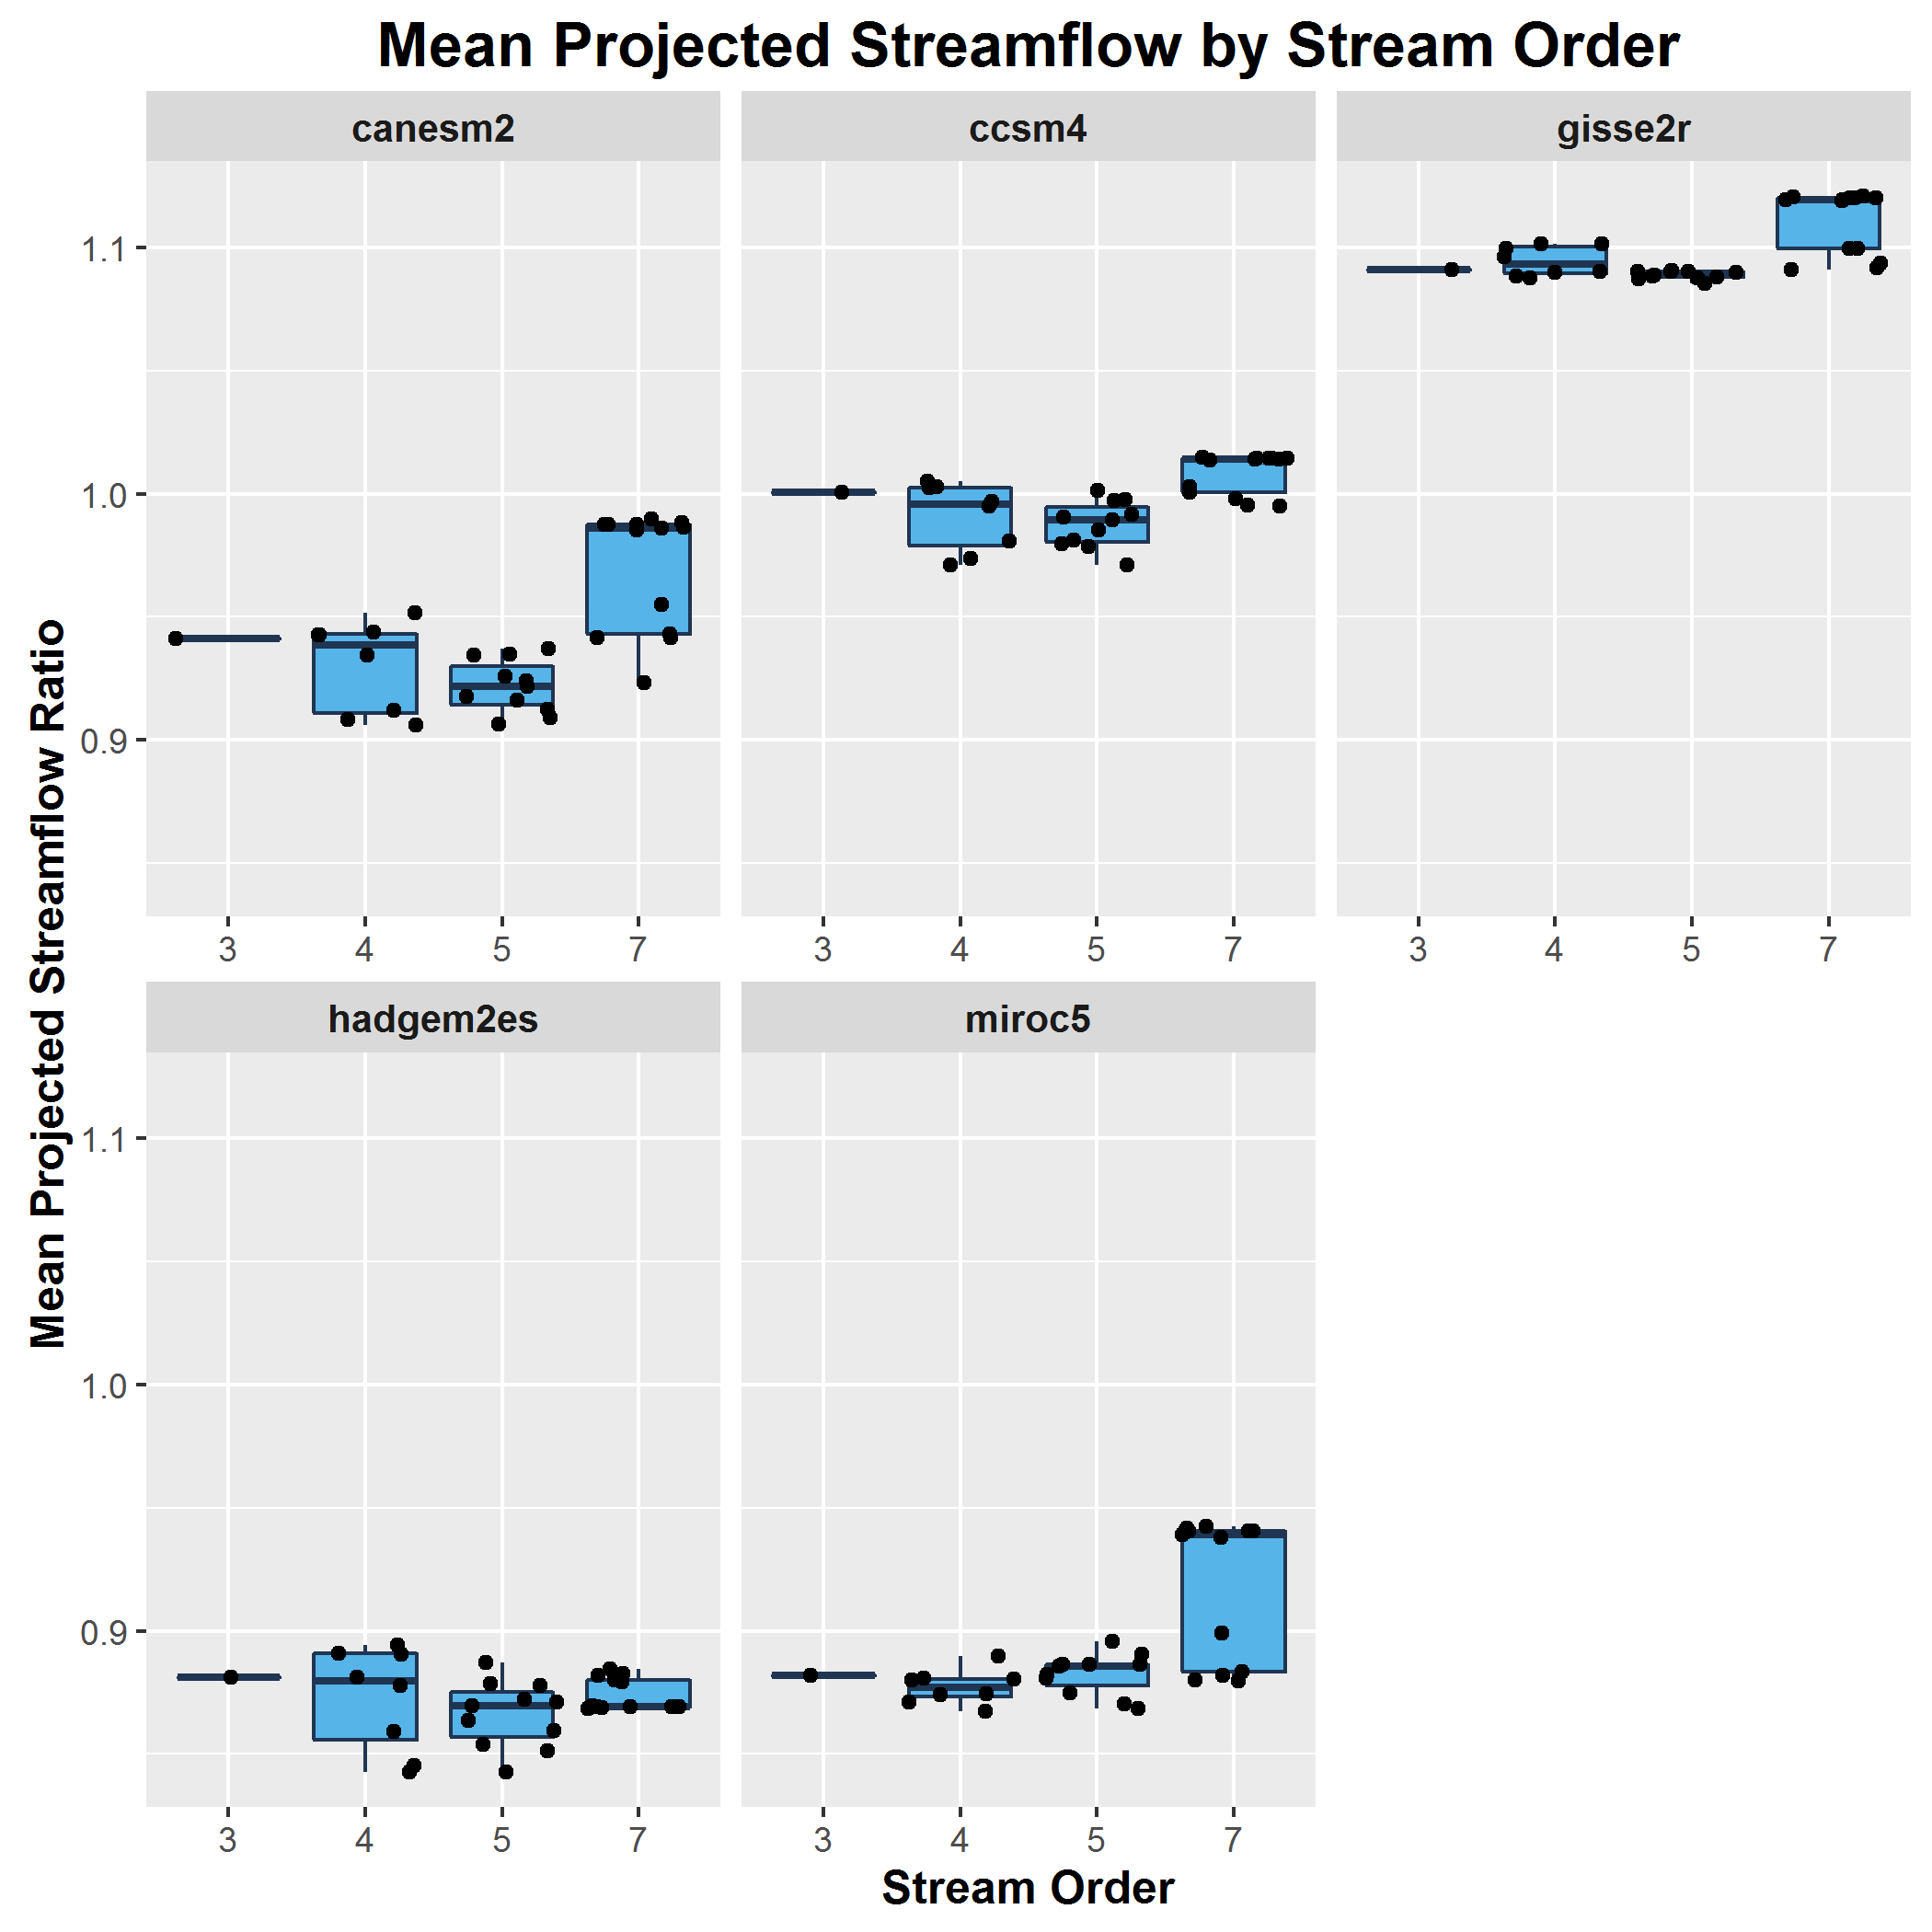 Mean Projected Streamflow by Stream Order
canesm2
ccsm4
gisse2r
1.1
1.0
0.9
3 4 5 7
3 4 5 7
3 4 5 7
Mean Projected Streamflow Ratio
hadgem2es
miroc5
1.1
1.0
0.9
3 4 5 7
3 4 5 7
Stream Order